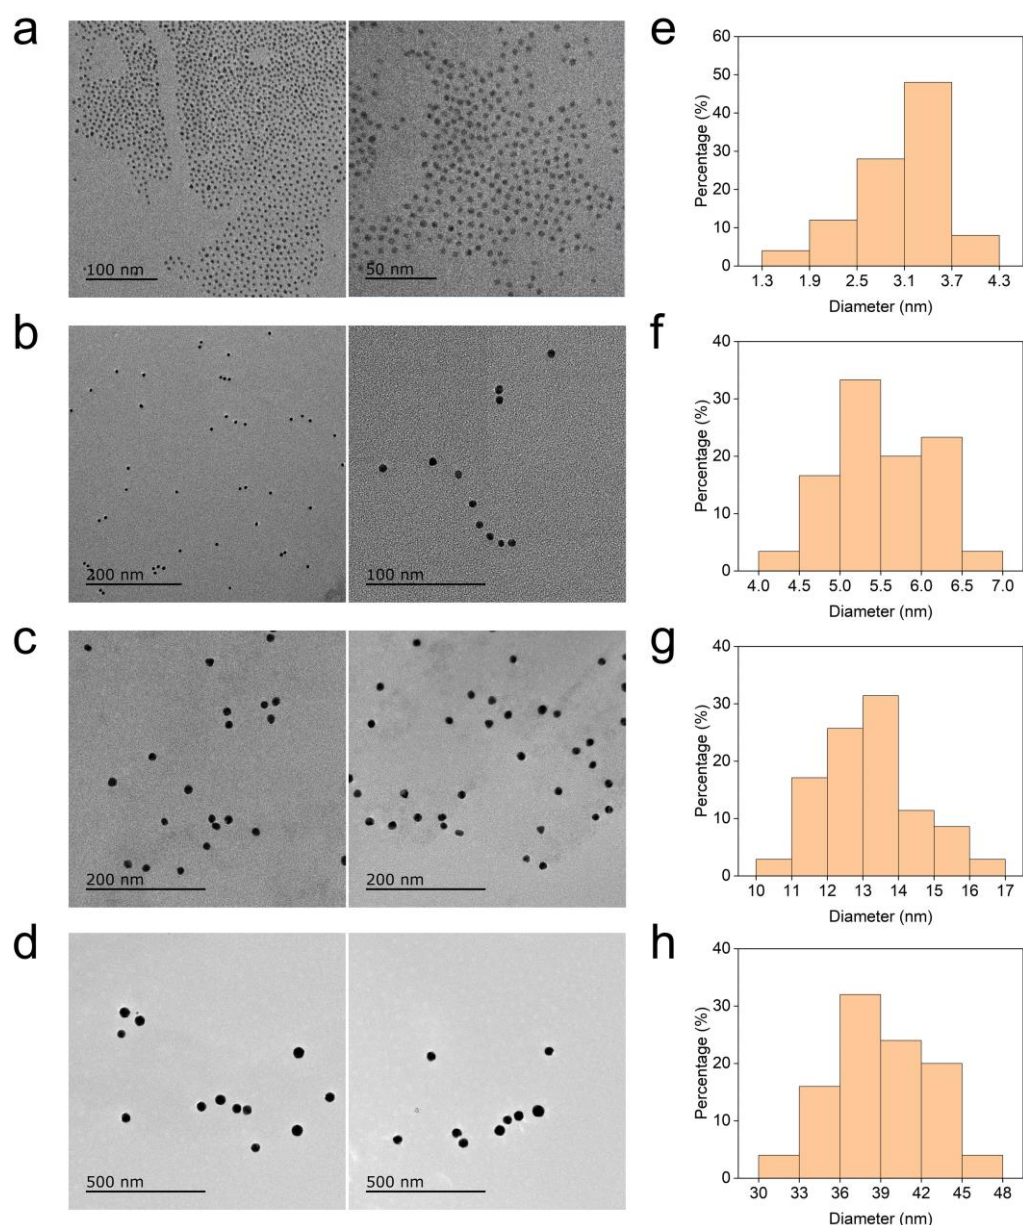 a
100 nm
50 nm
e
60
50
40
30
20
10
0
Percentage (%)
1.3 1.9 2.5 3.1 3.7 4.3
Diameter (nm)
b
200 nm
100 nm
f
40
30
20
10
0
Percentage (%)
4.0 4.5 5.0 5.5 6.0 6.5 7.0
Diameter (nm)
c
200 nm
200 nm
g
40
30
20
10
0
Percentage (%)
10 11 12 13 14 15 16 17
Diameter (nm)
d
500 nm
500 nm
h
40
30
20
10
0
Percentage (%)
30 33 36 39 42 45 48
Diameter (nm)